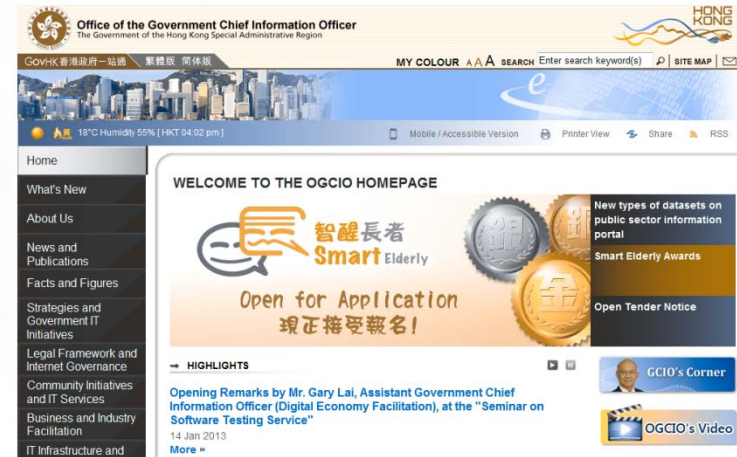 Office of the Government Chief Information Officer
The Government of the Hong Kong Special Administrative Region
HONG
KONG
GOVHK香港政府一站通
繁體版 简体版
MY COLOUR A A A SEARCH Enter search keyword(s) SITE MAP
18°C Humidity 55% [ HKT 04:02 pm ]
Mobile / Accessible Version Printer View Share RSS
Home
What's New
About Us
News and
Publications
Facts and Figures
Strategies and
Government IT
Initiatives
Legal Framework and
Internet Governance
Community Initiatives
and IT Services
Business and Industry
Facilitation
IT Infrastructure and
WELCOME TO THE OGCIO HOMEPAGE
智醒長者
Smart Elderly
Open for Application
現正接受報名!
銀
金
New types of datasets on
public sector information
portal
Smart Elderly Awards
Open Tender Notice
HIGHLIGHTS
Opening Remarks by Mr. Gary Lai, Assistant Government Chief
Information Officer (Digital Economy Facilitation), at the "Seminar on
Software Testing Service"
14 Jan 2013
More »
GCIO's Corner
OGCIO's Video